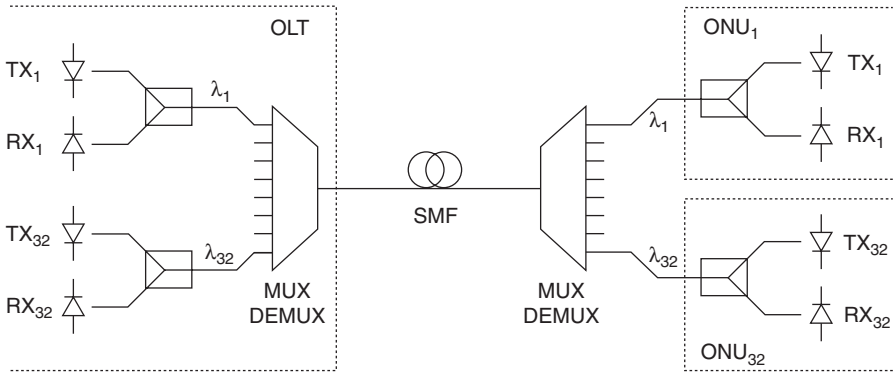 OLT
TX₁
λ₁
RX₁
TX₃₂
λ₃₂
RX₃₂
MUX
DEMUX
SMF
MUX
DEMUX
ONU₁
λ₁
TX₁
RX₁
λ₃₂
TX₃₂
RX₃₂
ONU₃₂